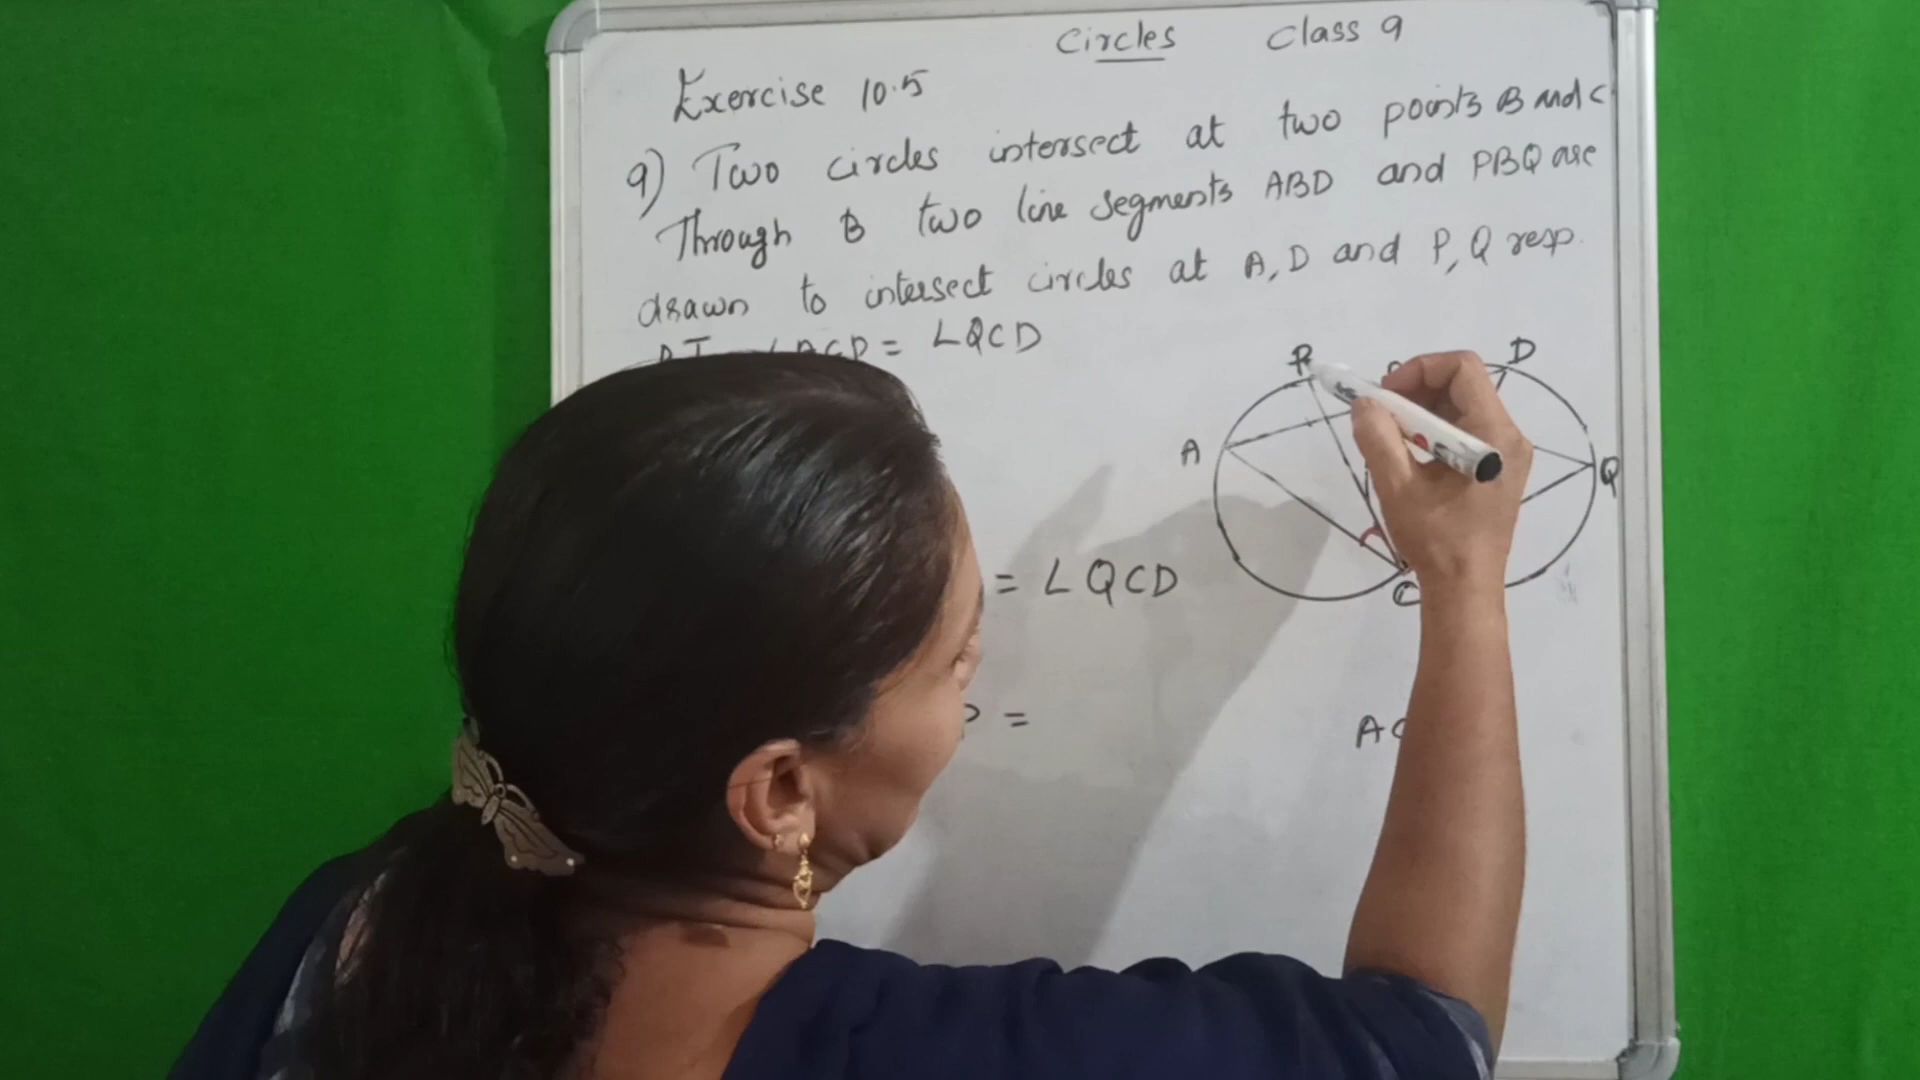 Circles Class 9
Exercise 10.5
9) Two circles intersect at two points B and C
Through B two line segments ABD and PBQ are
drawn to intersect circles at A, D and P, Q resp.
∠ACP = ∠QCD
P D
A Q
C
= ∠QCD
=